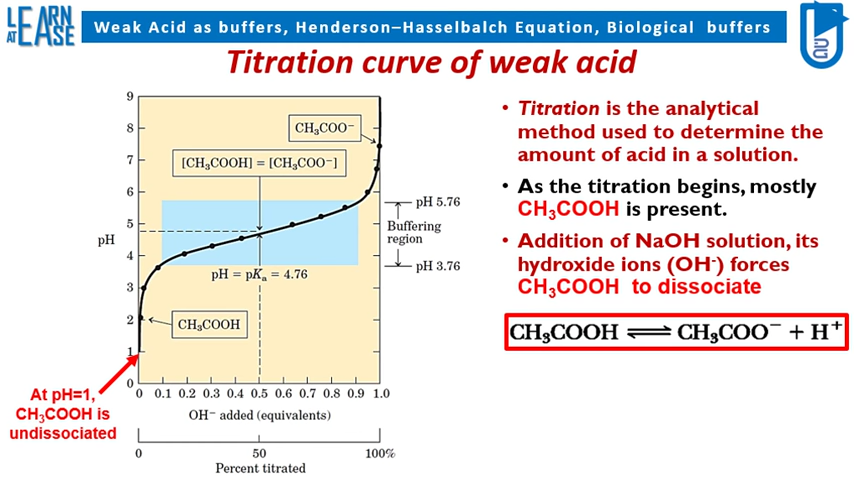 LEARN
AT EASE
Weak Acid as buffers, Henderson–Hasselbalch Equation, Biological buffers
Titration curve of weak acid
9
8
7
6
5
4
3
2
1
0
pH
CH₃COO⁻
[CH₃COOH] = [CH₃COO⁻]
pH 5.76
Buffering
region
pH 3.76
pH = pKₐ = 4.76
CH₃COOH
0 0.1 0.2 0.3 0.4 0.5 0.6 0.7 0.8 0.9 1.0
OH⁻ added (equivalents)
0 50 100%
Percent titrated
At pH=1,
CH₃COOH is
undissociated
• Titration is the analytical
method used to determine the
amount of acid in a solution.
• As the titration begins, mostly
CH₃COOH is present.
• Addition of NaOH solution, its
hydroxide ions (OH⁻) forces
CH₃COOH to dissociate
CH₃COOH ⇌ CH₃COO⁻ + H⁺